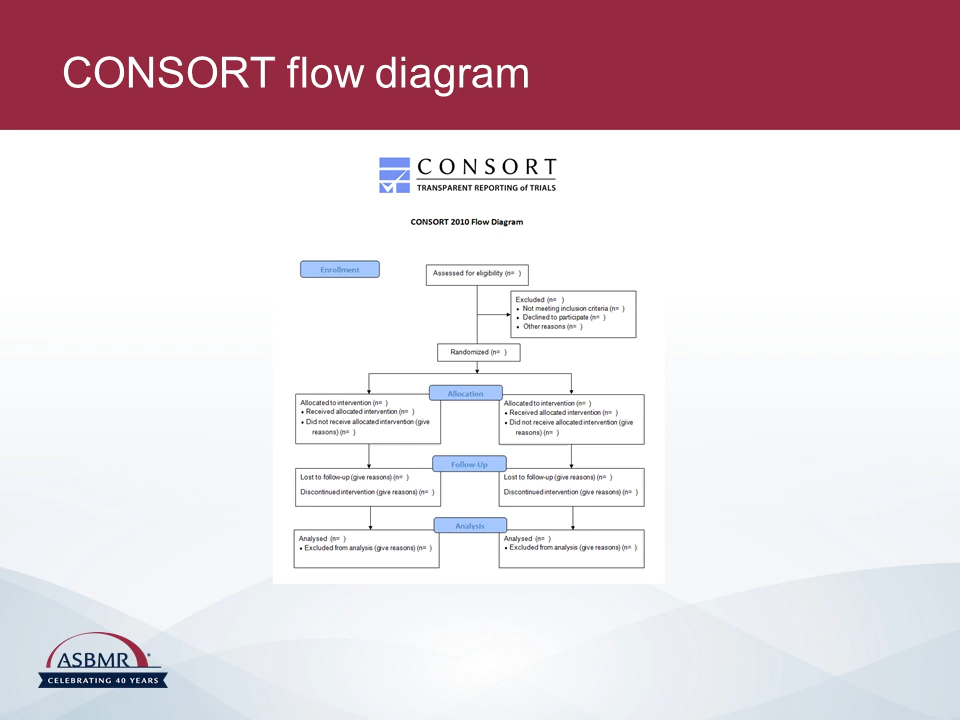 CONSORT flow diagram
CONSORT
TRANSPARENT REPORTING of TRIALS
CONSORT 2010 Flow Diagram
Enrollment
Assessed for eligibility (n= )
Excluded (n= )
• Not meeting inclusion criteria (n= )
• Declined to participate (n= )
• Other reasons (n= )
Randomized (n= )
Allocation
Allocated to intervention (n= )
• Received allocated intervention (n= )
• Did not receive allocated intervention (give
reasons) (n= )
Allocated to intervention (n= )
• Received allocated intervention (n= )
• Did not receive allocated intervention (give
reasons) (n= )
Follow-Up
Lost to follow-up (give reasons) (n= )
Discontinued intervention (give reasons) (n= )
Lost to follow-up (give reasons) (n= )
Discontinued intervention (give reasons) (n= )
Analysis
Analysed (n= )
• Excluded from analysis (give reasons) (n= )
Analysed (n= )
• Excluded from analysis (give reasons) (n= )
ASBMR
CELEBRATING 40 YEARS